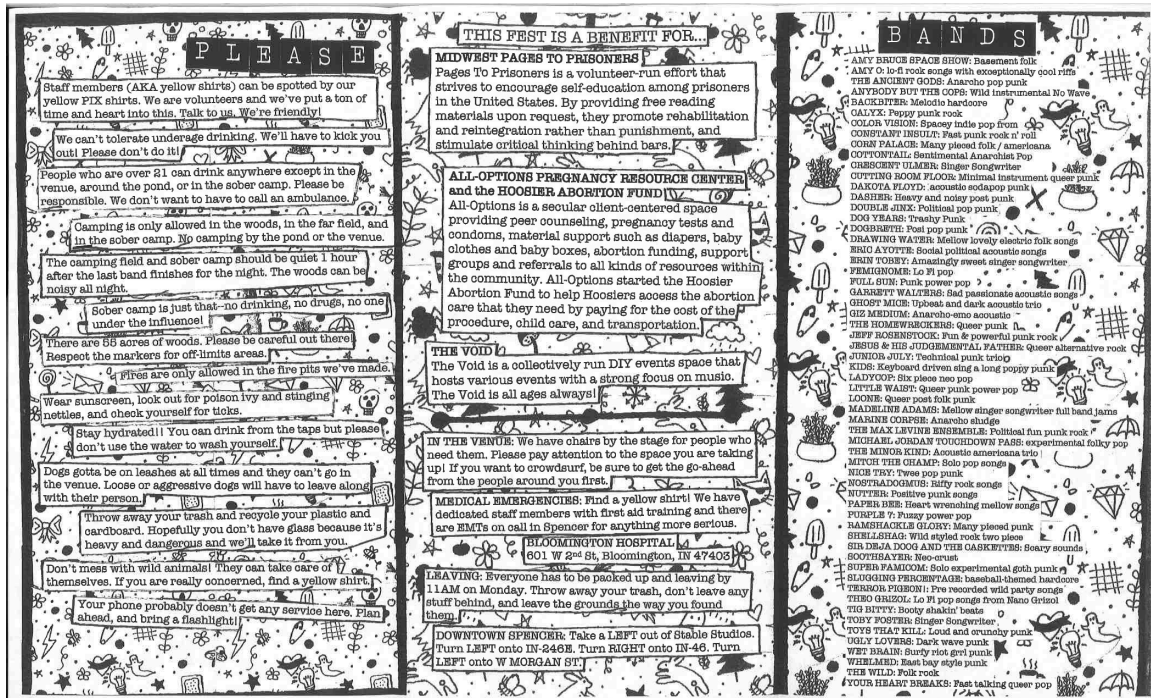 PLEASE
Staff members (AKA yellow shirts) can be spotted by our
yellow PIX shirts. We are volunteers and we've put a ton of
time and heart into this. Talk to us. We're friendly!
We can't tolerate underage drinking. We'll have to kick you
out! Please don't do it!
People who are over 21 can drink anywhere except in the
venue, around the pond, or in the sober camp. Please be
responsible. We don't want to have to call an ambulance.
Camping is only allowed in the woods, in the far field, and
in the sober camp. No camping by the pond or the venue.
The camping field and sober camp should be quiet 1 hour
after the last band finishes for the night. The woods can be
noisy all night.
Sober camp is just that--no drinking, no drugs, no one
under the influence!
There are 55 acres of woods. Please be careful out there!
Respect the markers for off-limits areas.
Fires are only allowed in the fire pits we've made.
Wear sunscreen, look out for poison ivy and stinging
nettles, and check yourself for ticks.
Stay hydrated!! You can drink from the taps but please
don't use the water to wash yourself.
Dogs gotta be on leashes at all times and they can't go in
the venue. Loose or aggressive dogs will have to leave along
with their person.
Throw away your trash and recycle your plastic and
cardboard. Hopefully you don't have glass because it's
heavy and dangerous and we'll take it from you.
Don't mess with wild animals! They can take care of
themselves. If you are really concerned, find a yellow shirt.
Your phone probably doesn't get any service here. Plan
ahead, and bring a flashlight!
THIS FEST IS A BENEFIT FOR...
MIDWEST PAGES TO PRISONERS
Pages To Prisoners is a volunteer-run effort that
strives to encourage self-education among prisoners
in the United States. By providing free reading
materials upon request, they promote rehabilitation
and reintegration rather than punishment, and
stimulate critical thinking behind bars.
ALL-OPTIONS PREGNANCY RESOURCE CENTER
and the HOOSIER ABORTION FUND
All-Options is a secular client-centered space
providing peer counseling, pregnancy tests and
condoms, material support such as diapers, baby
clothes and baby boxes, abortion funding, support
groups and referrals to all kinds of resources within
the community. All-Options started the Hoosier
Abortion Fund to help Hoosiers access the abortion
care that they need by paying for the cost of the
procedure, child care, and transportation.
THE VOID
The Void is a collectively run DIY events space that
hosts various events with a strong focus on music.
The Void is all ages always!
IN THE VENUE: We have chairs by the stage for people who
need them. Please pay attention to the space you are taking
up! If you want to crowdsurf, be sure to get the go-ahead
from the people around you first.
MEDICAL EMERGENCIES: Find a yellow shirt! We have
dedicated staff members with first aid training and there
are EMTs on call in Spencer for anything more serious.
BLOOMINGTON HOSPITAL
601 W 2nd St, Bloomington, IN 47403
LEAVING: Everyone has to be packed up and leaving by
11AM on Monday. Throw away your trash, don't leave any
stuff behind, and leave the grounds the way you found
them.
DOWNTOWN SPENCER: Take a LEFT out of Stable Studios.
Turn LEFT onto IN-246E. Turn RIGHT onto IN-46. Turn
LEFT onto W MORGAN ST.
BANDS
AMY BRUCE SPACE SHOW: Basement folk
AMY O: lo-fi rock songs with exceptionally cool riffs
THE ANCIENT GODS: Anarcho pop punk
ANYBODY BUT THE COPS: Wild instrumental No Wave
BACKBITER: Melodic hardcore
CALYX: Peppy punk rock
COLOR VISION: Spacey indie pop from
CONSTANT INSULT: Fast punk rock n' roll
CORN PALACE: Many pieced folk / americana
COTTONTAIL: Sentimental Anarchist Pop
CRESCENT ULMER: Singer Songwriter
CUTTING ROOM FLOOR: Minimal instrument queer punk
DAKOTA FLOYD: acoustic sodapop punk
DASHER: Heavy and noisy post punk
DOUBLE JINX: Political pop punk
DOG YEARS: Trashy Punk
DOGBRETH: Posi pop punk
DRAWING WATER: Mellow lovely electric folk songs
ERIC AYOTTE: Social political acoustic songs
ERIN TOBEY: Amazingly sweet singer songwriter
FEMIGNOME: Lo Fi pop
FULL SUN: Punk power pop
GARRETT WALTERS: Sad passionate acoustic songs
GHOST MICE: Upbeat and dark acoustic trio
GIZ MEDIUM: Anarcho-emo acoustic
THE HOMEWRECKERS: Queer punk
JEFF ROSENSTOCK: Fun & powerful punk rock
JESUS & HIS JUDGEMENTAL FATHER: Queer alternative rock
JUNIOR JULY: Technical punk trio
KIDS: Keyboard driven sing a long poppy punk
LADYCOP: Six piece neo pop
LITTLE WAIST: Queer punk power pop
LOONE: Queer post folk punk
MADELINE ADAMS: Mellow singer songwriter full band jams
MARINE CORPSE: Anarcho sludge
THE MAX LEVINE ENSEMBLE: Political fun punk rock
MICHAEL JORDAN TOUCHDOWN PASS: experimental folky pop
THE MINOR KIND: Acoustic americana trio
MITCH THE CHAMP: Solo pop songs
NICE TRY: Twee pop punk
NOSTRADOGMUS: Riffy rock songs
NUTTER: Positive punk songs
PAPER BEE: Heart wrenching mellow songs
PURPLE 7: Fuzzy power pop
RAMSHACKLE GLORY: Many pieced punk
SHELLSHAG: Wild styled rock two piece
SIR DEJA DOOG AND THE CASKETTES: Scary sounds
SOOTHSAYER: Neo-crust
SUPER FAMICOM: Solo experimental goth punk
SLUGGING PERCENTAGE: baseball-themed hardcore
TERROR PIGEON!: Pre recorded wild party songs
THEO GRIZOL: Lo Fi pop songs from Nano Grizol
TIG BITTY: Booty shakin' beats
TOBY FOSTER: Singer Songwriter
TOYS THAT KILL: Loud and crunchy punk
UGLY LOVERS: Dark wave punk
WET BRAIN: Surfy riot grrl punk
WHELMED: East bay style punk
THE WILD: Folk rock
YOUR HEART BREAKS: Fast talking queer pop